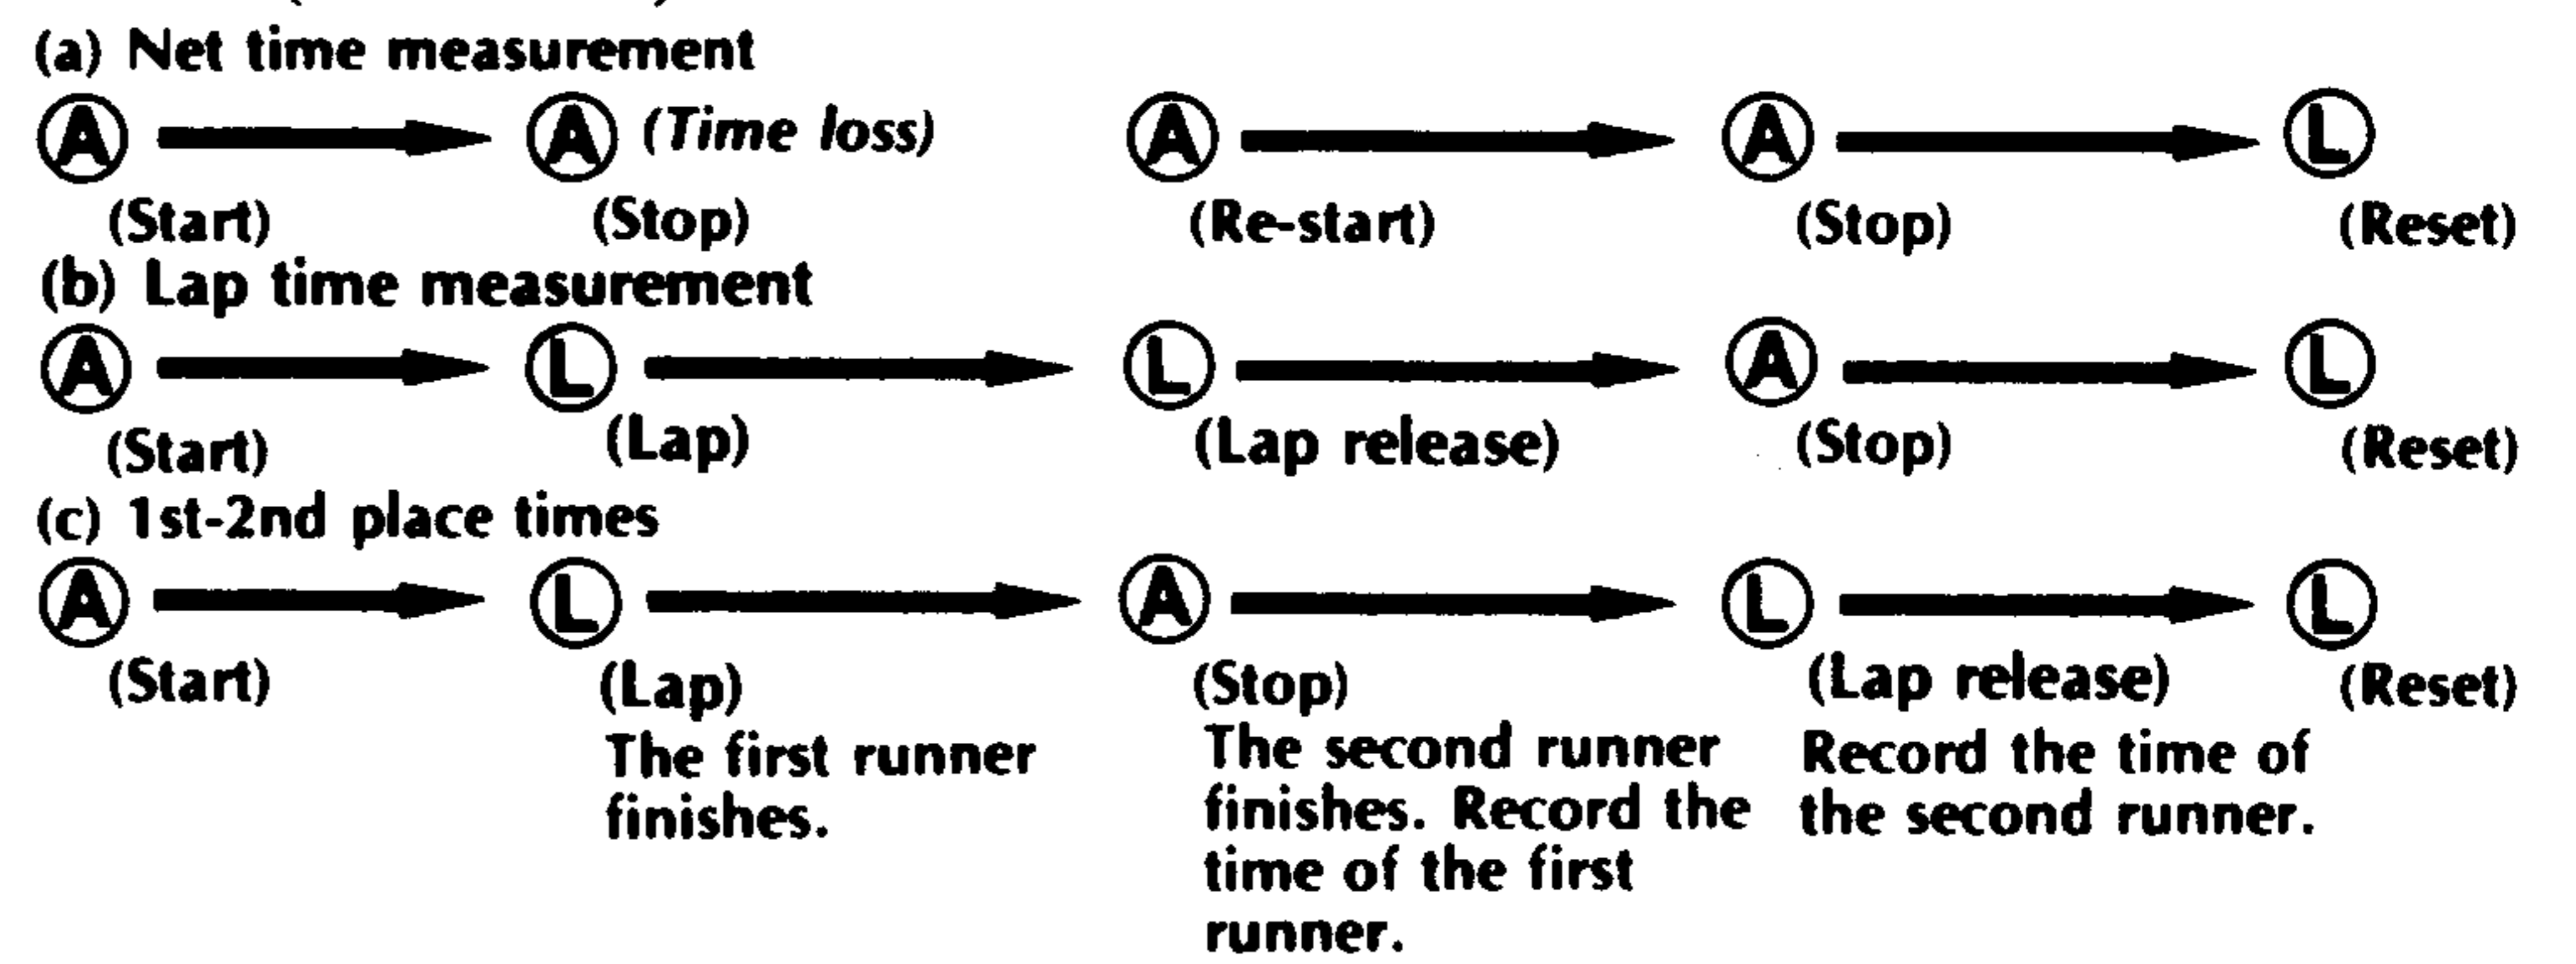 (a) Net time measurement
A A (Time loss) A A L
(Start) (Stop) (Re-start) (Stop) (Reset)
(b) Lap time measurement
A L L A L
(Start) (Lap) (Lap release) (Stop) (Reset)
(c) 1st-2nd place times
A L A L L
(Start) (Lap) (Stop) (Lap release) (Reset)
The first runner
finishes.
The second runner
finishes. Record the
time of the first
runner.
Record the time of
the second runner.